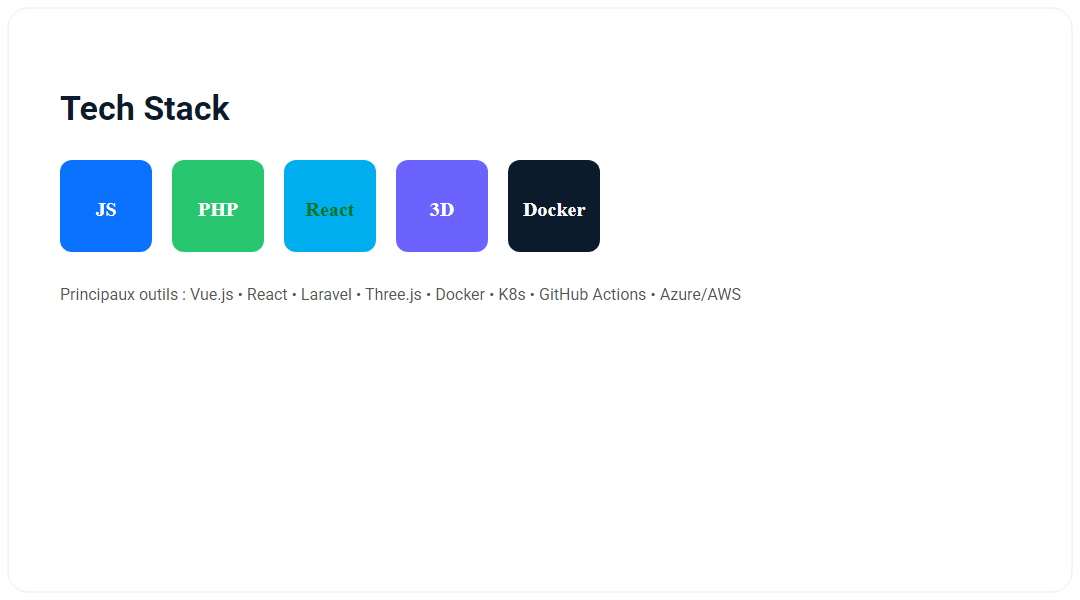 Tech Stack
JS PHP React 3D Docker
Principaux outils : Vue.js • React • Laravel • Three.js • Docker • K8s • GitHub Actions • Azure/AWS